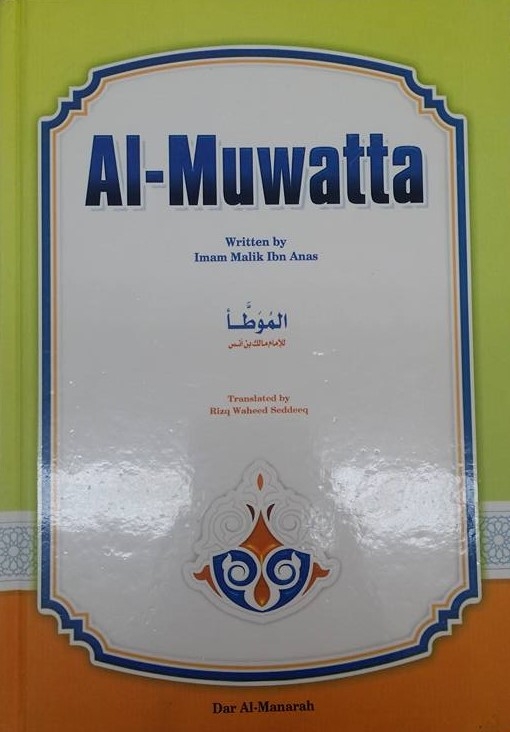 Al-Muwatta
Written by
Imam Malik Ibn Anas
المُوَطَّأ
للإمام مالك بن أنس
Translated by
Rizq Waheed Seddeeq
Dar Al-Manarah